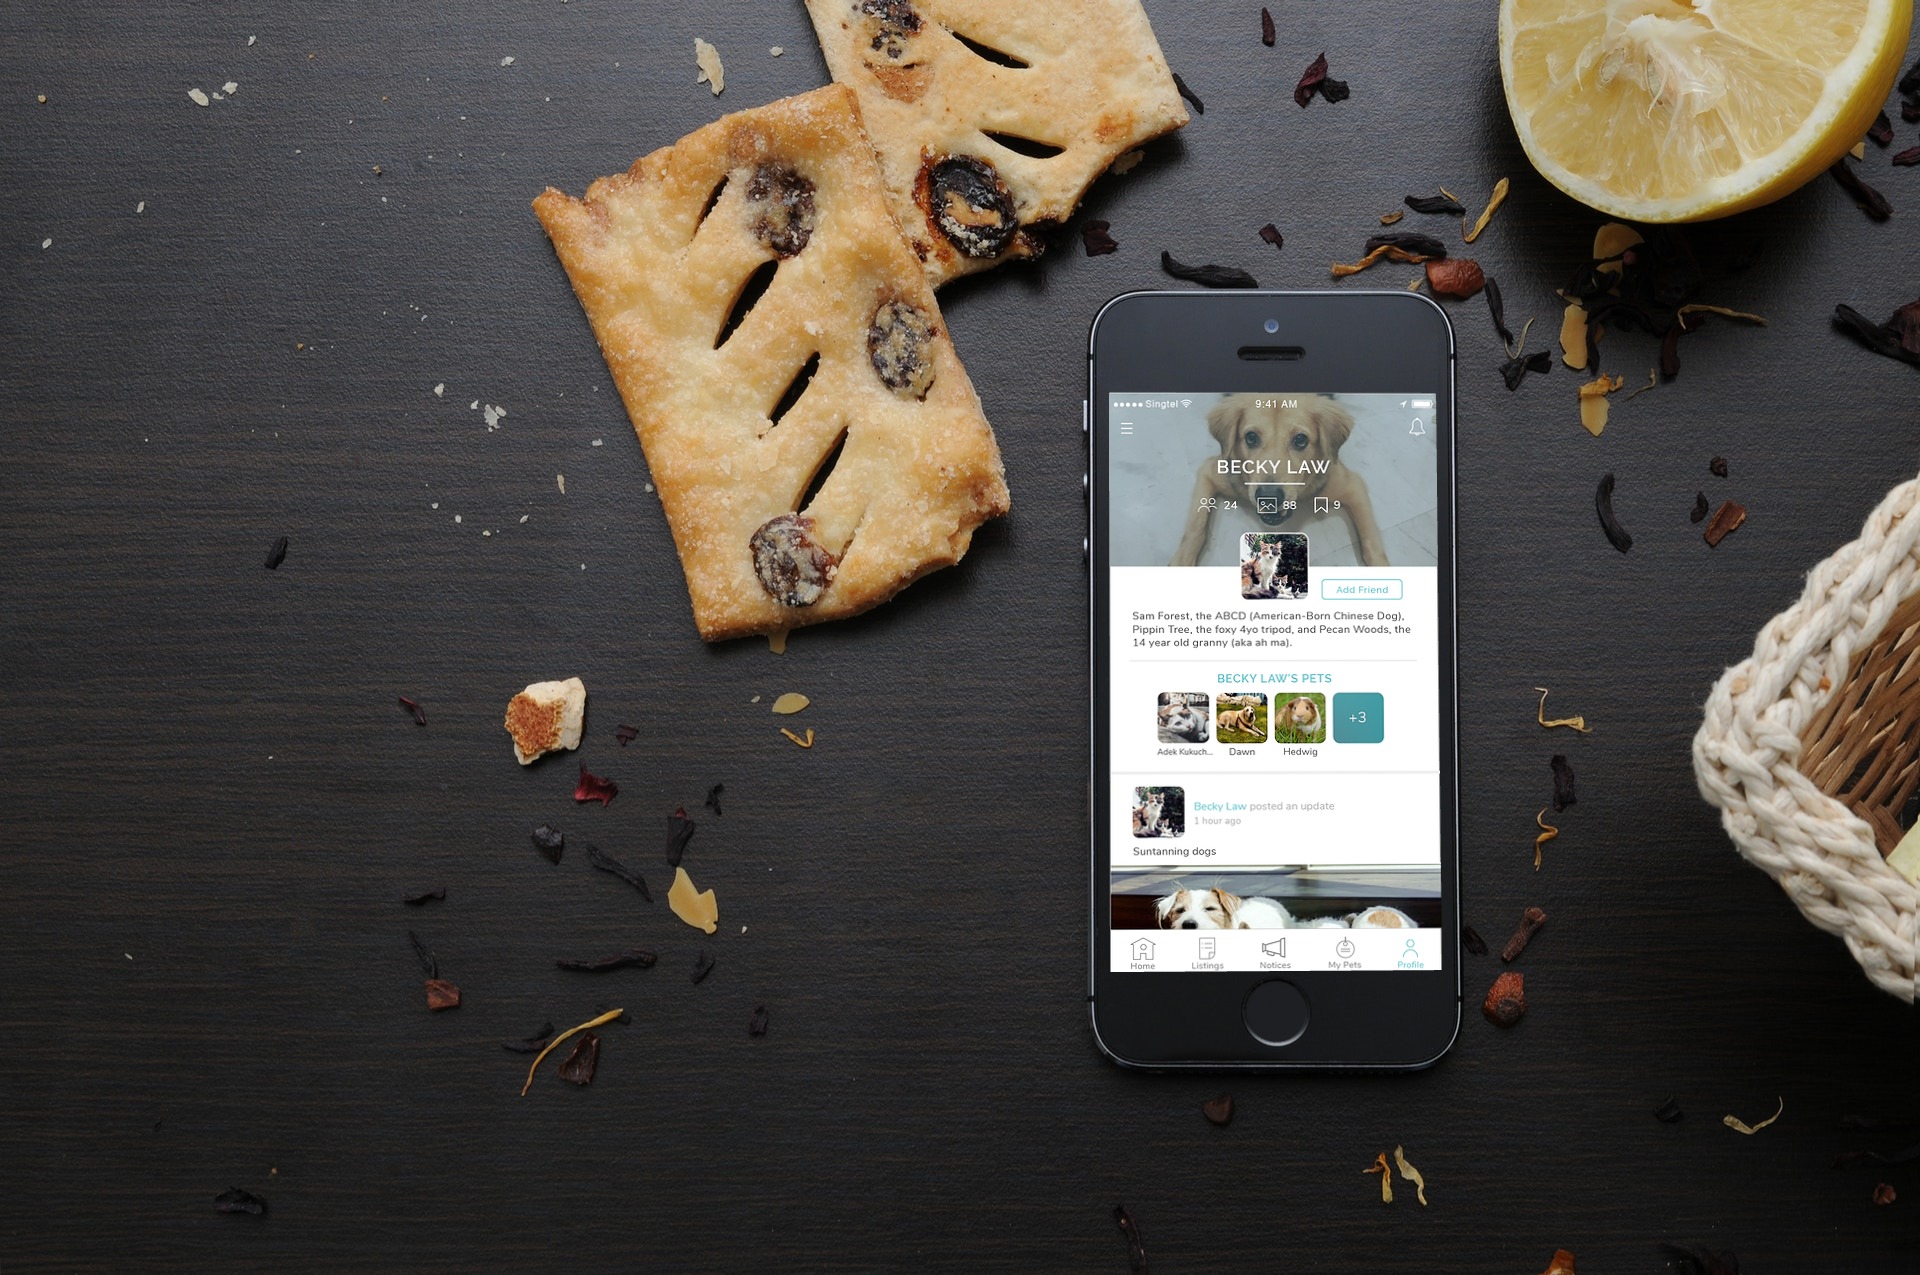 Singtel 9:41 AM
BECKY LAW
24 88 9
Add Friend
Sam Forest, the ABCD (American-Born Chinese Dog),
Pippin Tree, the foxy 4yo tripod, and Pecan Woods, the
14 year old granny (aka ah ma).
BECKY LAW'S PETS
+3
Adek Kukuch... Dawn Hedwig
Becky Law posted an update
1 hour ago
Suntanning dogs
Home Listings Notices My Pets Profile